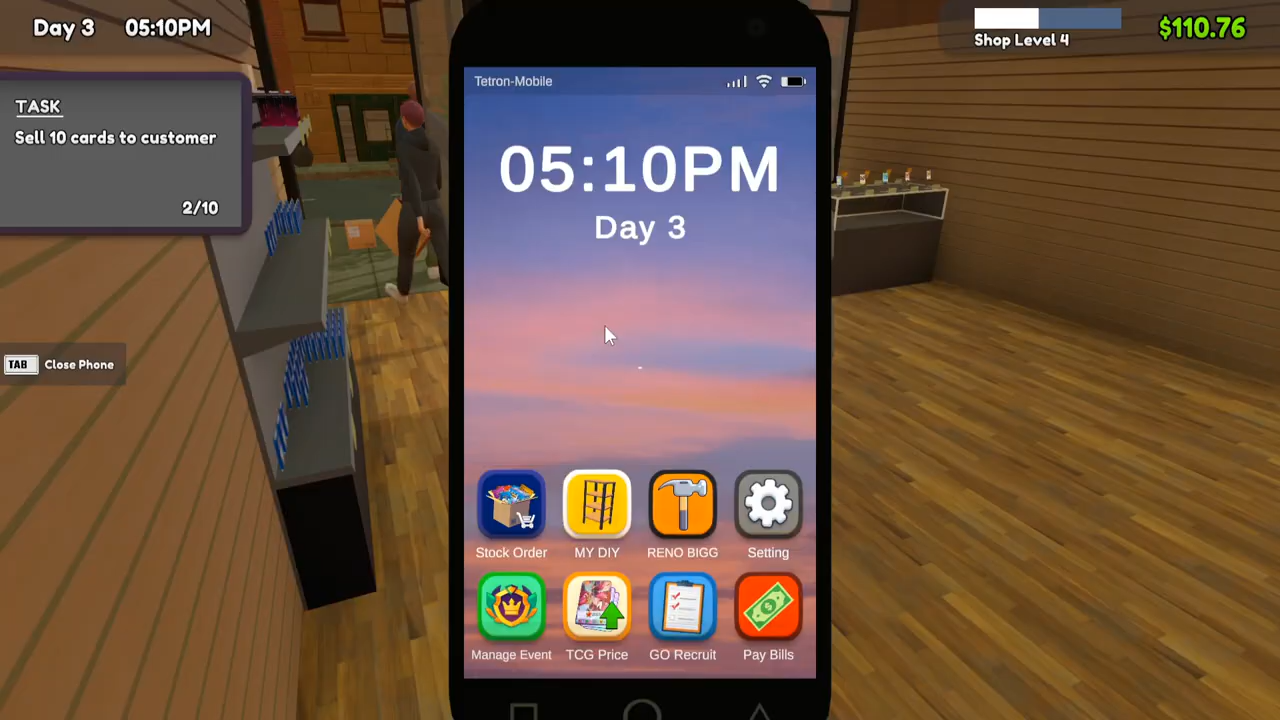 Day 3 05:10PM
Shop Level 4
$110.76
TASK
Sell 10 cards to customer
2/10
TAB Close Phone
Tetron-Mobile
05:10PM
Day 3
Stock Order
MY DIY
RENO BIGG
Setting
Manage Event
TCG Price
GO Recruit
Pay Bills